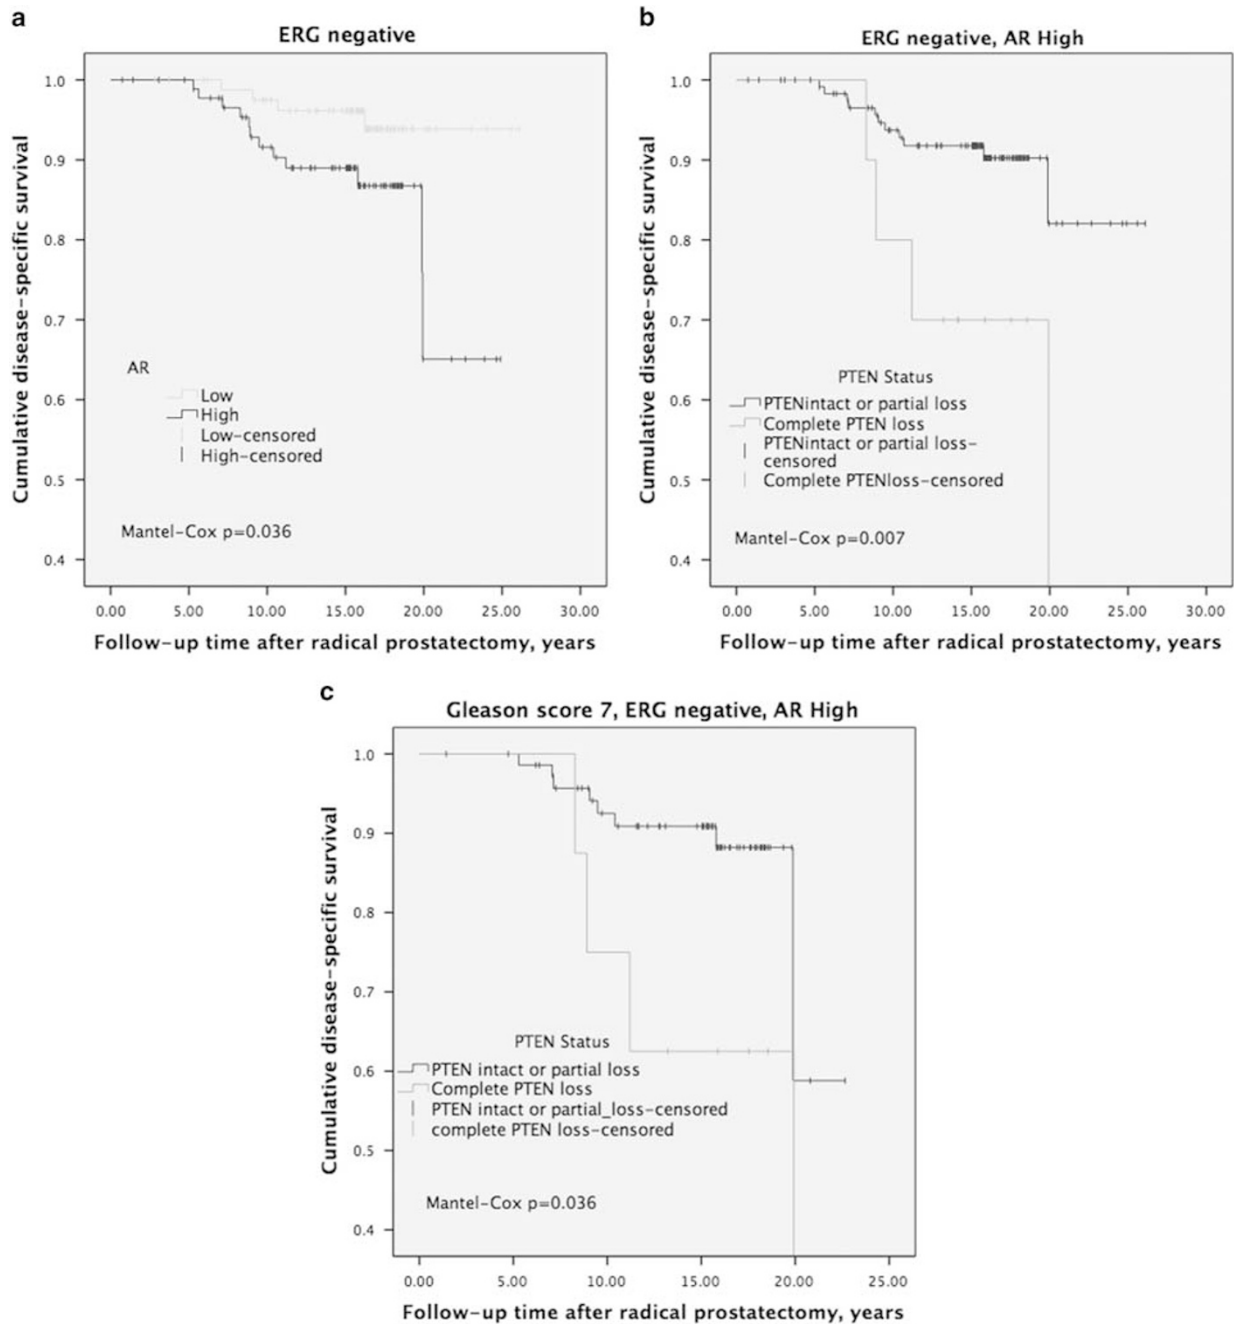 a
ERG negative
Cumulative disease-specific survival
1.0
0.9
0.8
0.7
0.6
0.5
0.4
AR
Low
High
Low-censored
High-censored
Mantel-Cox p=0.036
0.00 5.00 10.00 15.00 20.00 25.00 30.00
Follow-up time after radical prostatectomy, years
b
ERG negative, AR High
Cumulative disease-specific survival
1.0
0.9
0.8
0.7
0.6
0.5
0.4
PTEN Status
PTENintact or partial loss
Complete PTEN loss
PTENintact or partial loss-
censored
Complete PTENloss-censored
Mantel-Cox p=0.007
0.00 5.00 10.00 15.00 20.00 25.00 30.00
Follow-up time after radical prostatectomy, years
c
Gleason score 7, ERG negative, AR High
Cumulative disease-specific survival
1.0
0.9
0.8
0.7
0.6
0.5
0.4
PTEN Status
PTEN intact or partial loss
Complete PTEN loss
PTEN intact or partial_loss-censored
complete PTEN loss-censored
Mantel-Cox p=0.036
0.00 5.00 10.00 15.00 20.00 25.00
Follow-up time after radical prostatectomy, years